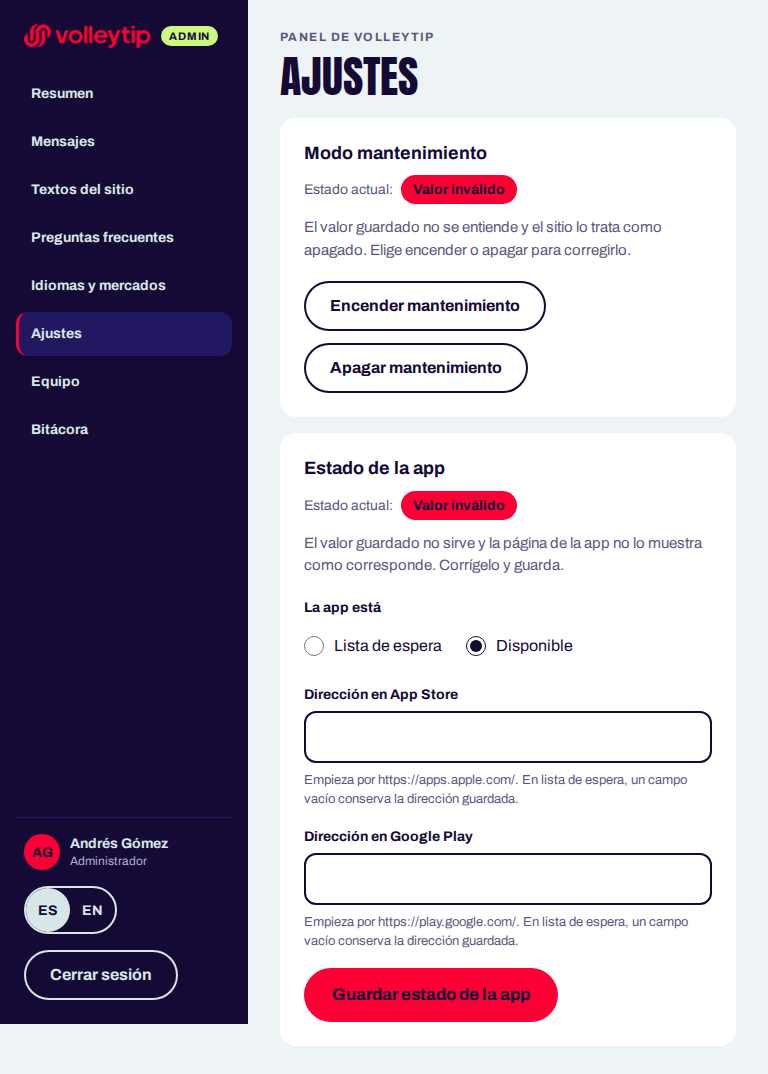 volleytip ADMIN
Resumen
Mensajes
Textos del sitio
Preguntas frecuentes
Idiomas y mercados
Ajustes
Equipo
Bitácora
AG Andrés Gómez
Administrador
ES EN
Cerrar sesión
PANEL DE VOLLEYTIP
AJUSTES
Modo mantenimiento
Estado actual: Valor inválido
El valor guardado no se entiende y el sitio lo trata como
apagado. Elige encender o apagar para corregirlo.
Encender mantenimiento
Apagar mantenimiento
Estado de la app
Estado actual: Valor inválido
El valor guardado no sirve y la página de la app no lo muestra
como corresponde. Corrígelo y guarda.
La app está
Lista de espera Disponible
Dirección en App Store
Empieza por https://apps.apple.com/. En lista de espera, un campo
vacío conserva la dirección guardada.
Dirección en Google Play
Empieza por https://play.google.com/. En lista de espera, un campo
vacío conserva la dirección guardada.
Guardar estado de la app